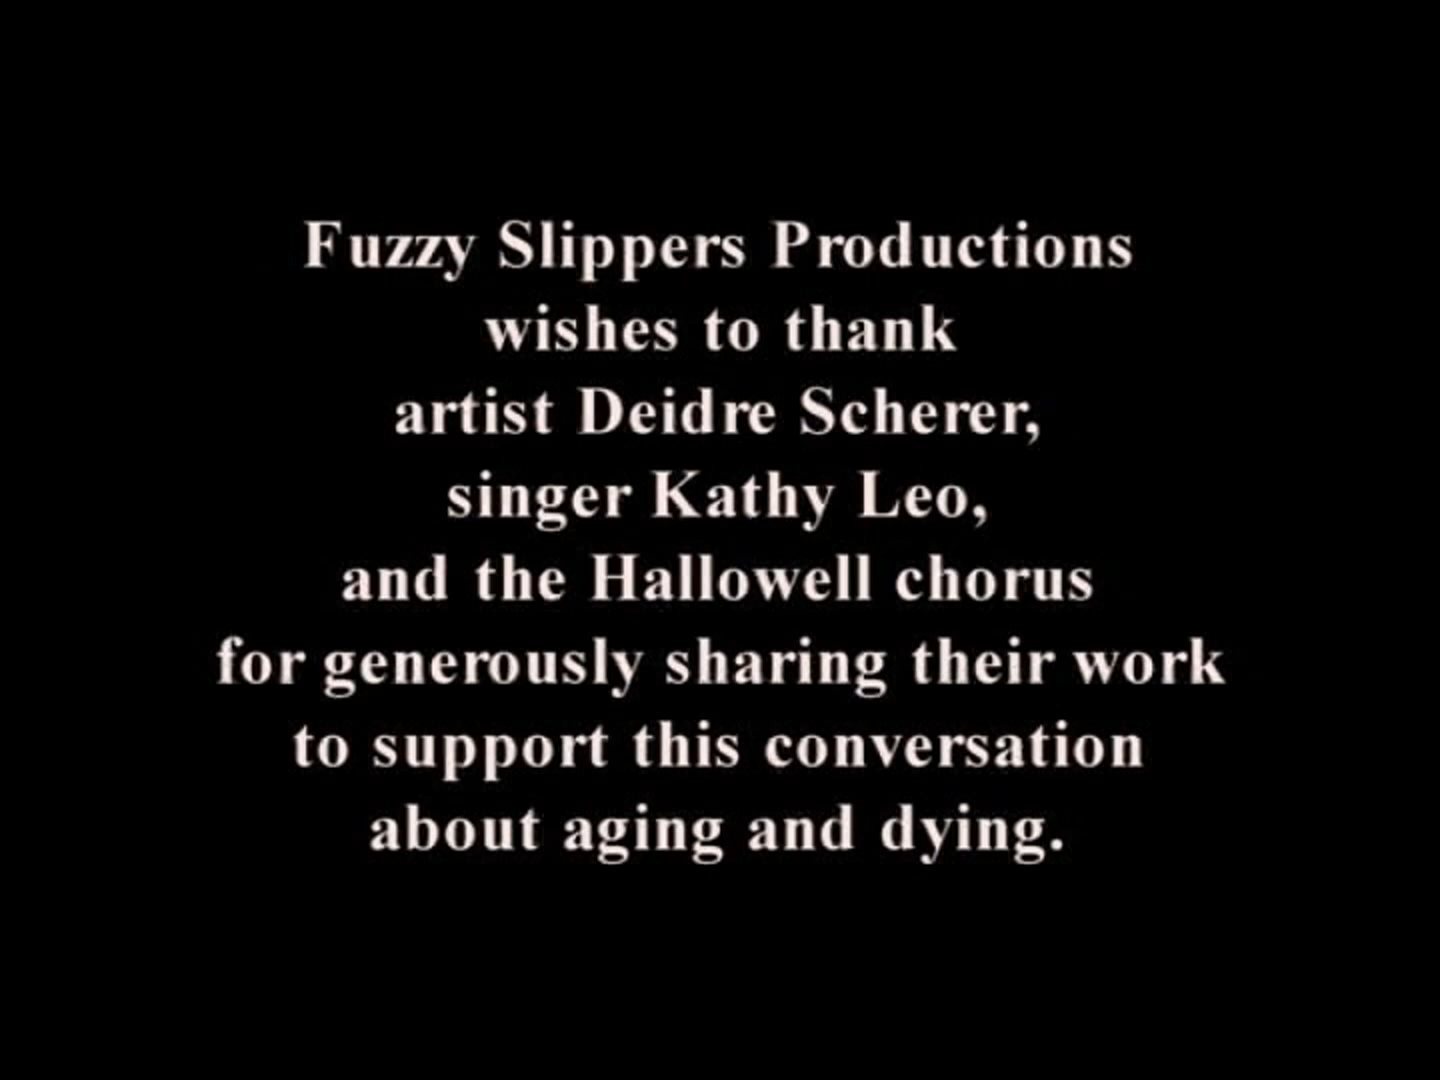 Fuzzy Slippers Productions
wishes to thank
artist Deidre Scherer,
singer Kathy Leo,
and the Hallowell chorus
for generously sharing their work
to support this conversation
about aging and dying.